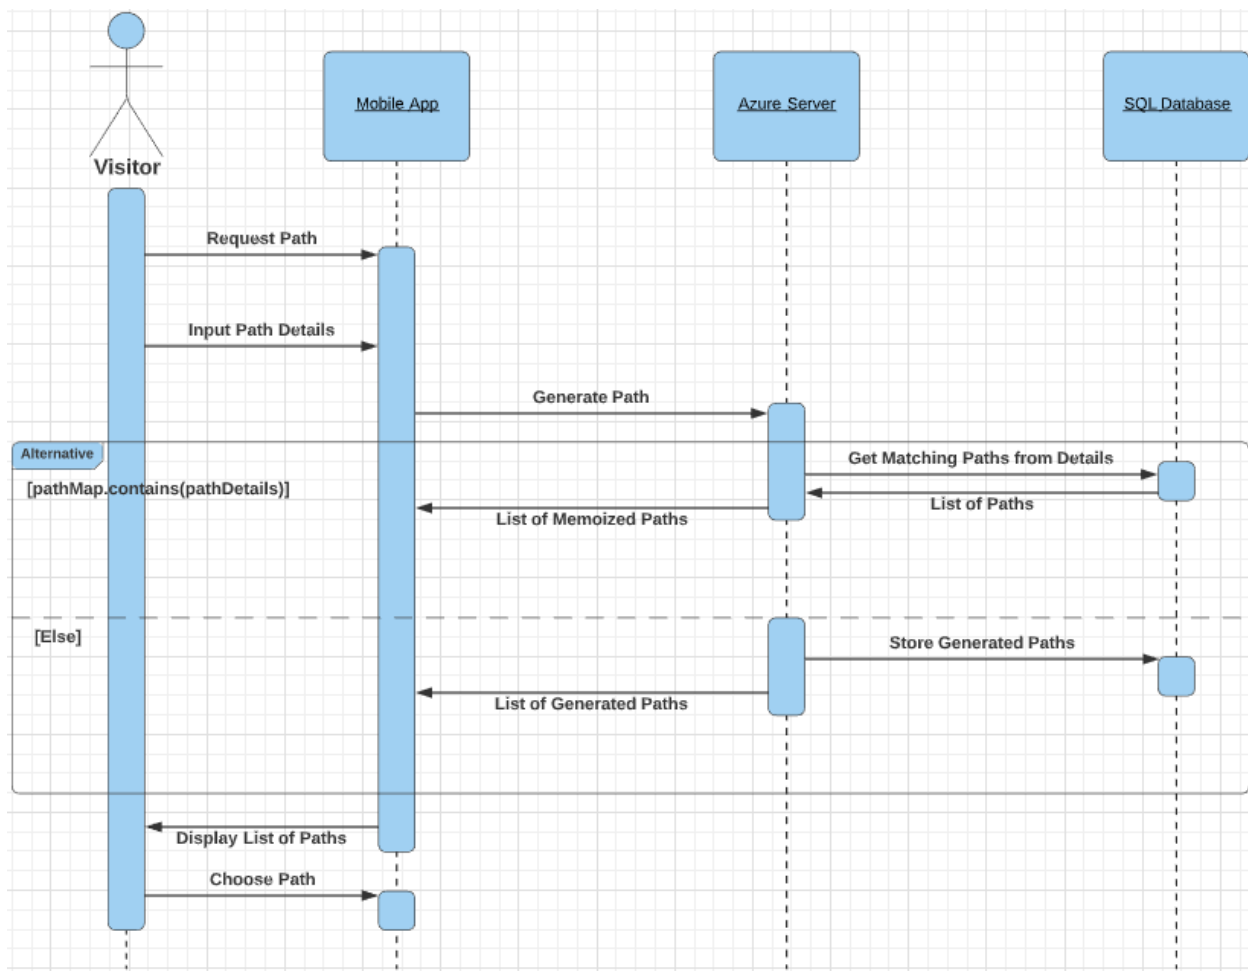 Visitor
Mobile App
Azure Server
SQL Database
Request Path
Input Path Details
Generate Path
Alternative
[pathMap.contains(pathDetails)]
Get Matching Paths from Details
List of Paths
List of Memoized Paths
[Else]
Store Generated Paths
List of Generated Paths
Display List of Paths
Choose Path